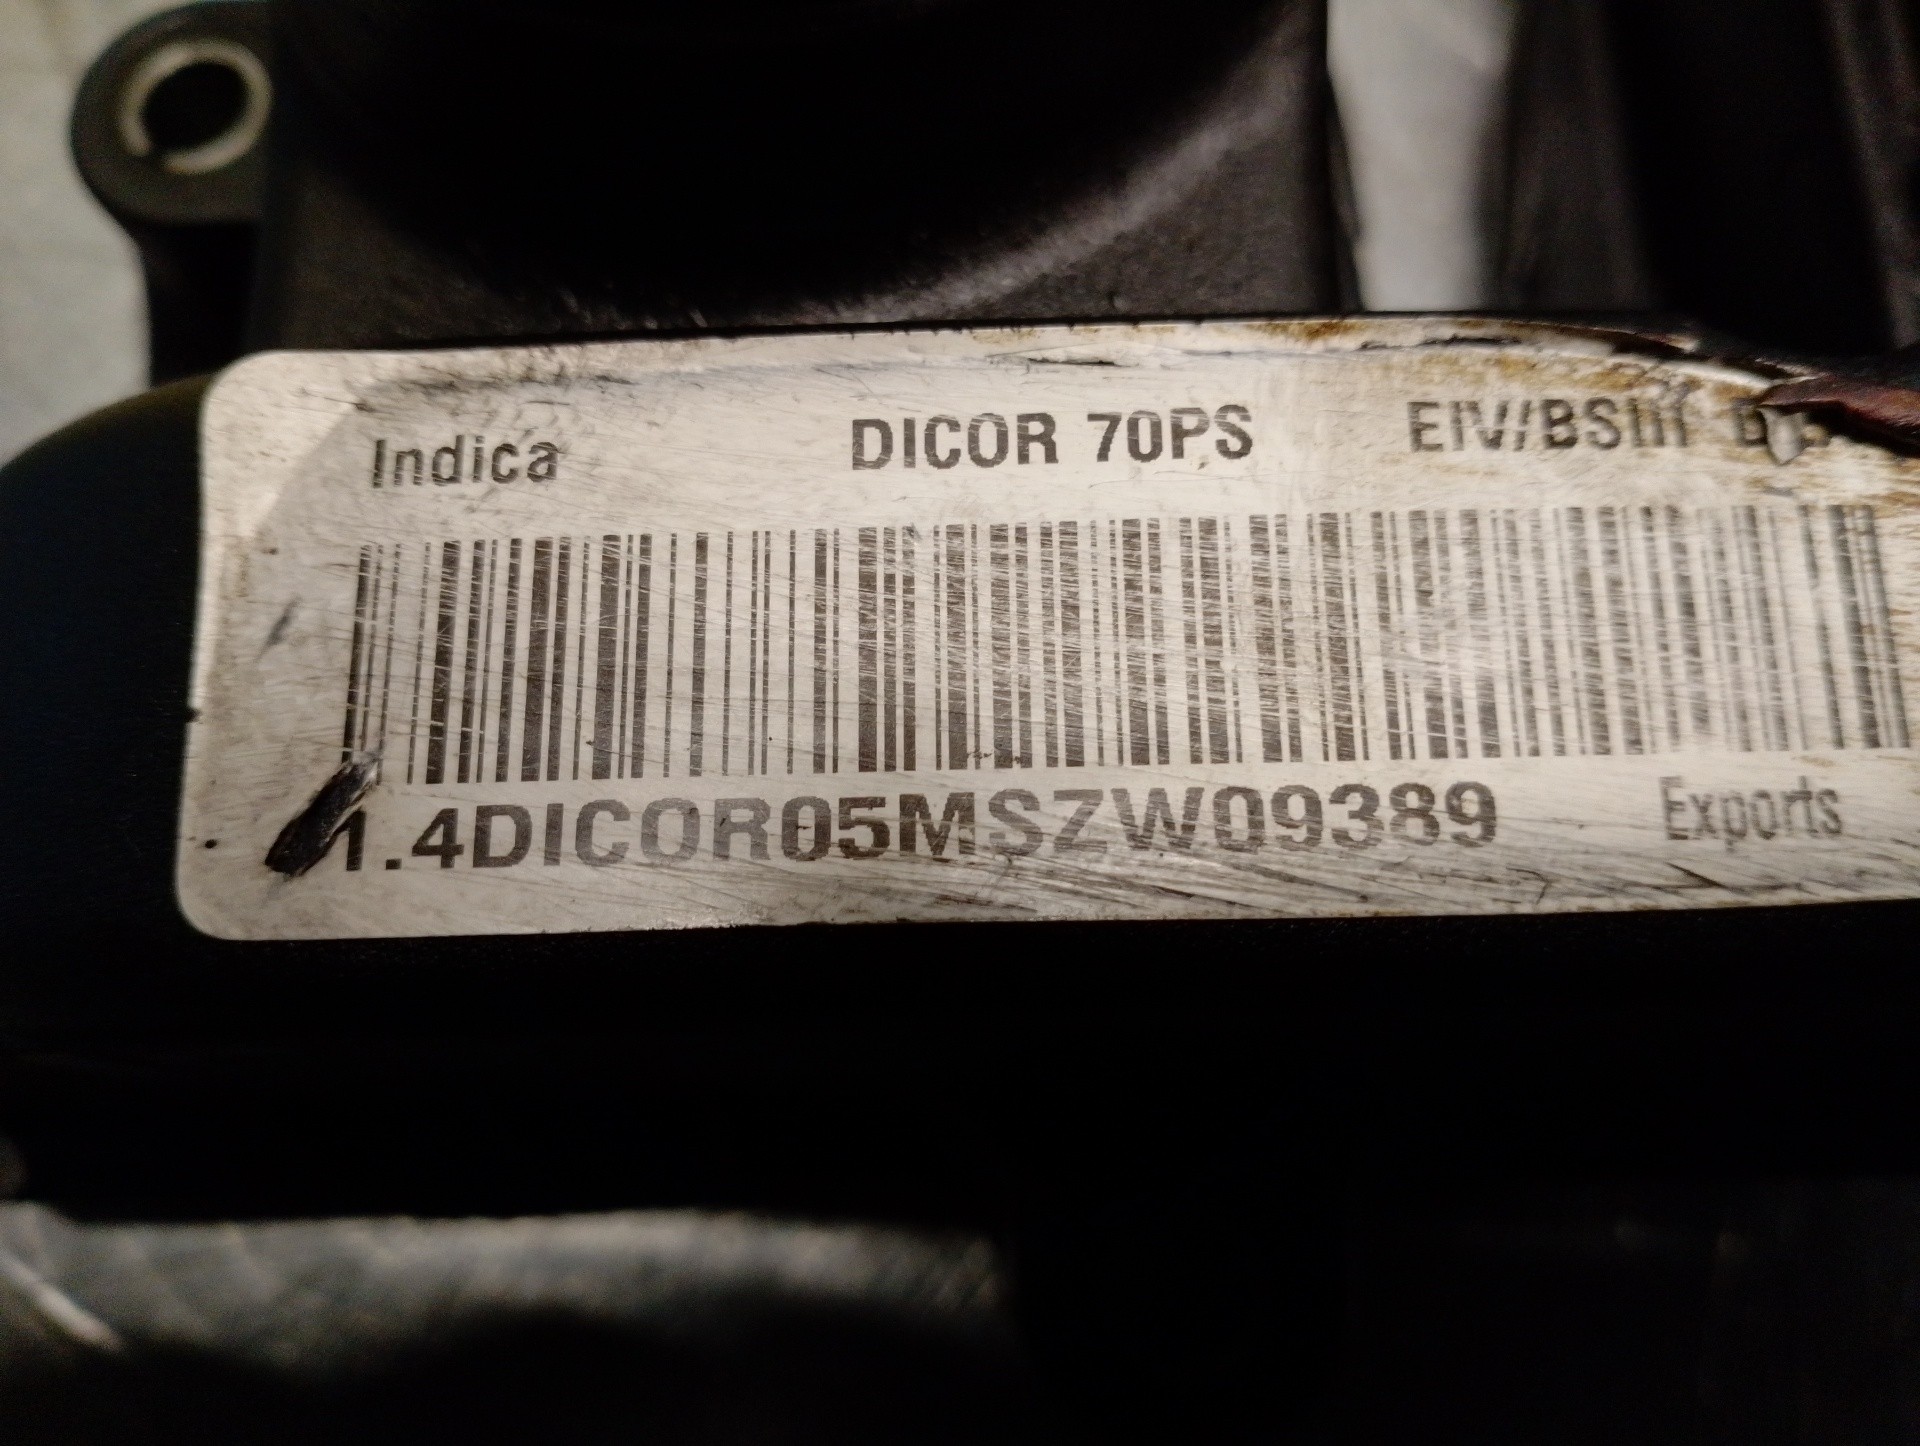 Indica DICOR 70PS EIV/BSIII
1.4DICOR05MSZW09389 Exports